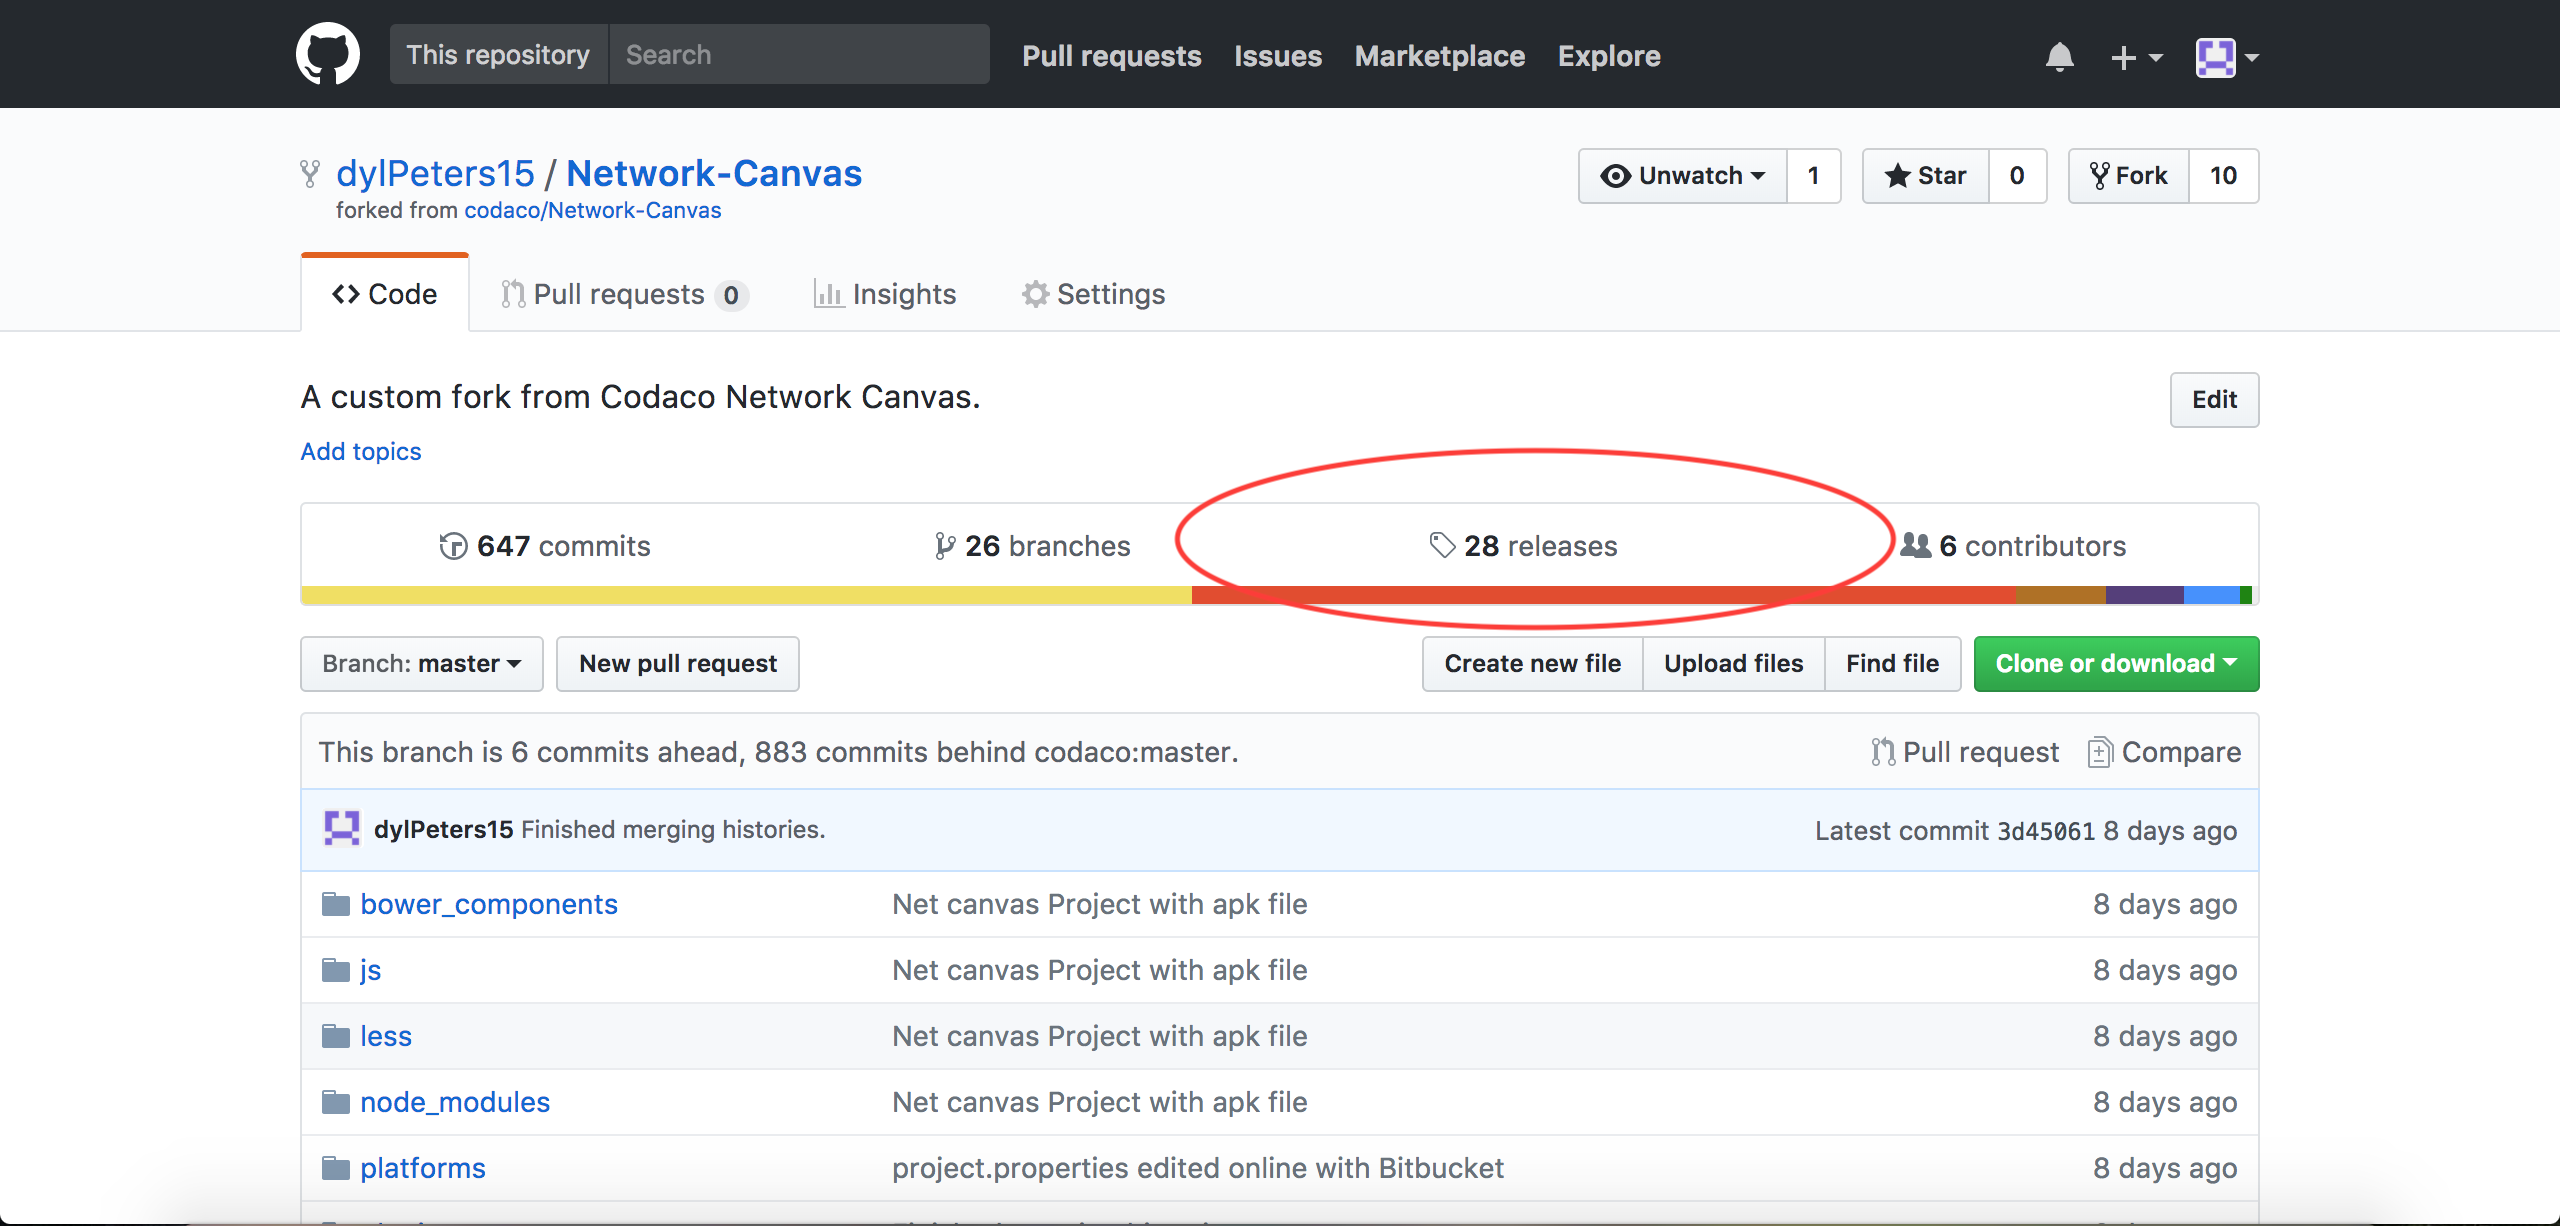 This repository Search Pull requests Issues Marketplace Explore
dylPeters15 / Network-Canvas Unwatch 1 Star 0 Fork 10
forked from codaco/Network-Canvas
Code Pull requests 0 Insights Settings
A custom fork from Codaco Network Canvas. Edit
Add topics
647 commits 26 branches 28 releases 6 contributors
Branch: master New pull request Create new file Upload files Find file Clone or download
This branch is 6 commits ahead, 883 commits behind codaco:master. Pull request Compare
dylPeters15 Finished merging histories. Latest commit 3d45061 8 days ago
bower_components Net canvas Project with apk file 8 days ago
js Net canvas Project with apk file 8 days ago
less Net canvas Project with apk file 8 days ago
node_modules Net canvas Project with apk file 8 days ago
platforms project.properties edited online with Bitbucket 8 days ago